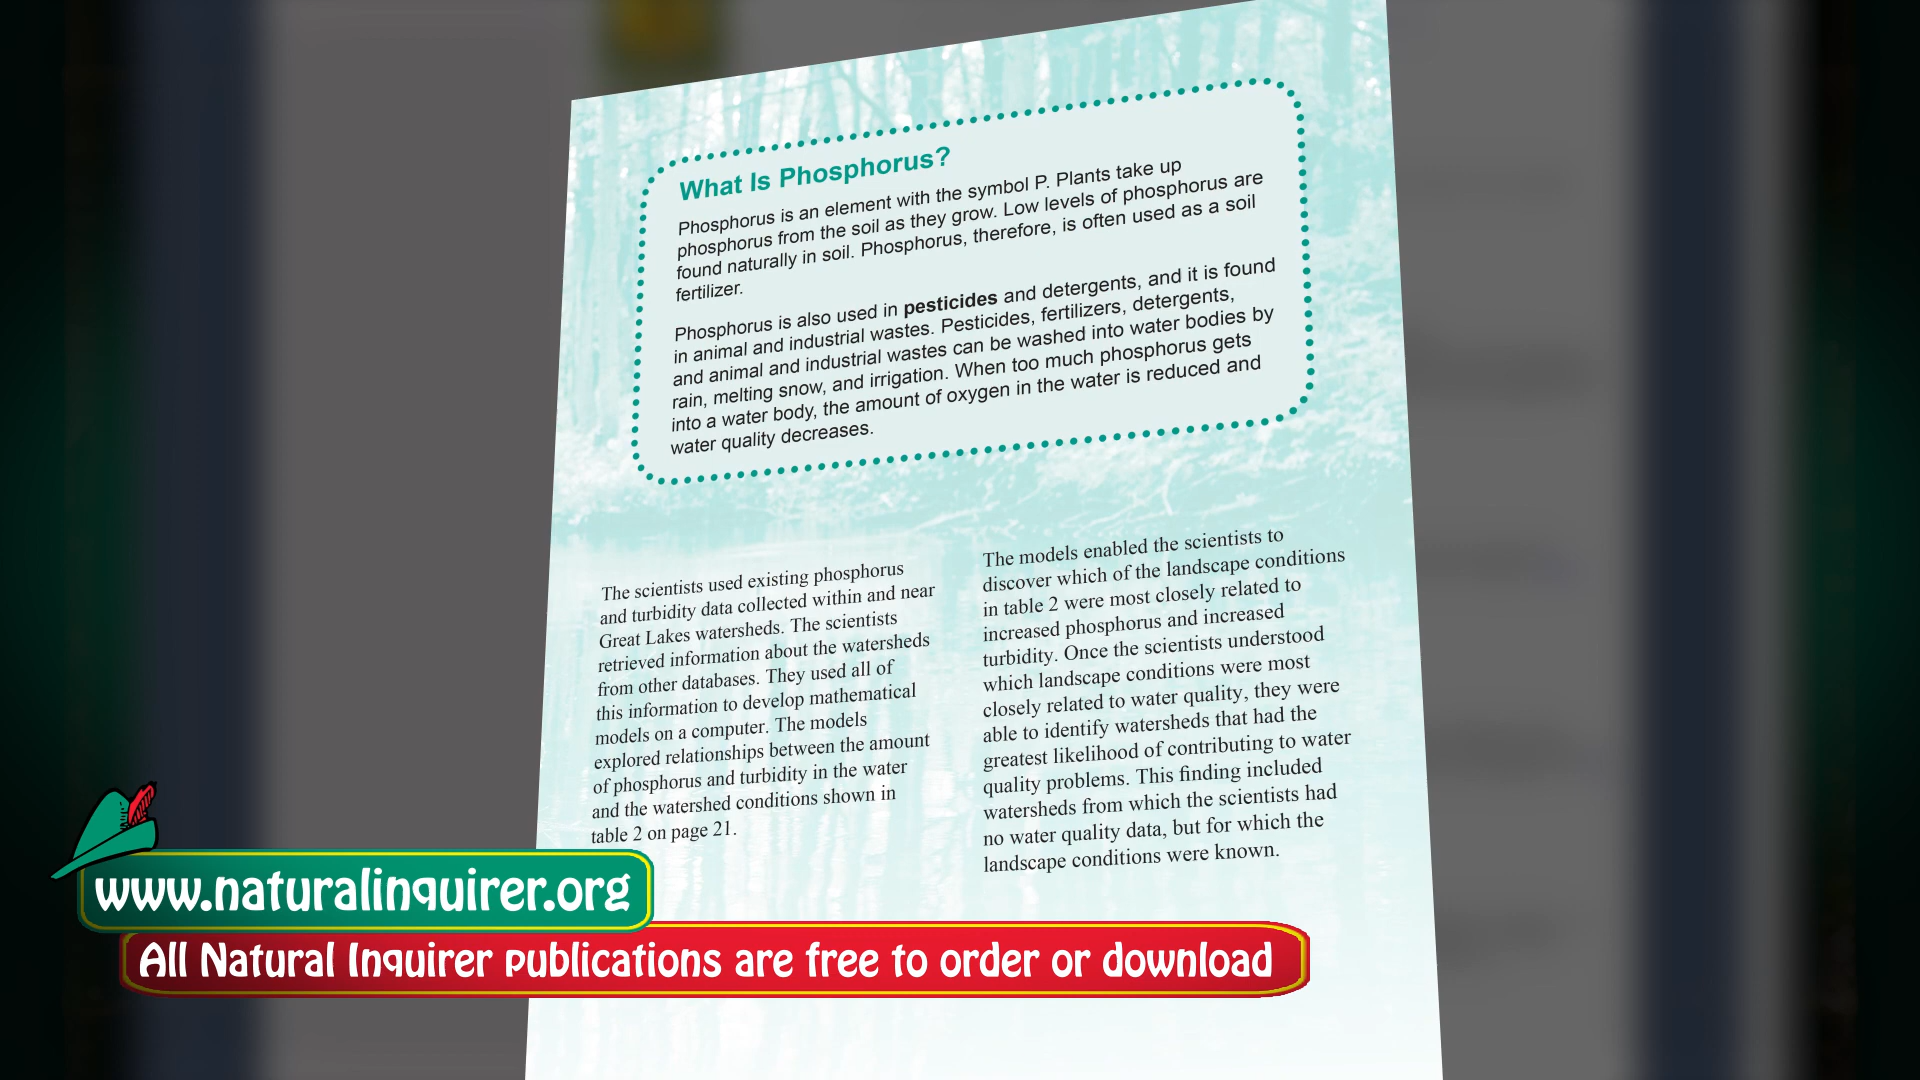 What Is Phosphorus?
Phosphorus is an element with the symbol P. Plants take up
phosphorus from the soil as they grow. Low levels of phosphorus are
found naturally in soil. Phosphorus, therefore, is often used as a soil
fertilizer.
Phosphorus is also used in pesticides and detergents, and it is found
in animal and industrial wastes. Pesticides, fertilizers, detergents,
and animal and industrial wastes can be washed into water bodies by
rain, melting snow, and irrigation. When too much phosphorus gets
into a water body, the amount of oxygen in the water is reduced and
water quality decreases.
The scientists used existing phosphorus
and turbidity data collected within and near
Great Lakes watersheds. The scientists
retrieved information about the watersheds
from other databases. They used all of
this information to develop mathematical
models on a computer. The models
explored relationships between the amount
of phosphorus and turbidity in the water
and the watershed conditions shown in
table 2 on page 21.
The models enabled the scientists to
discover which of the landscape conditions
in table 2 were most closely related to
increased phosphorus and increased
turbidity. Once the scientists understood
which landscape conditions were most
closely related to water quality, they were
able to identify watersheds that had the
greatest likelihood of contributing to water
quality problems. This finding included
watersheds from which the scientists had
no water quality data, but for which the
landscape conditions were known.
www.naturalinquirer.org
All Natural Inquirer publications are free to order or download